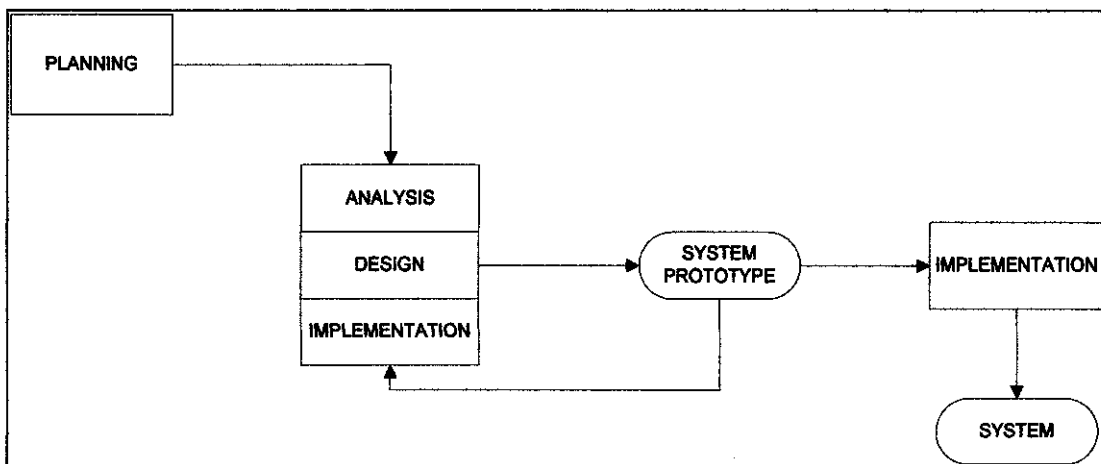 PLANNING
ANALYSIS
DESIGN
IMPLEMENTATION
SYSTEM
PROTOTYPE
IMPLEMENTATION
SYSTEM